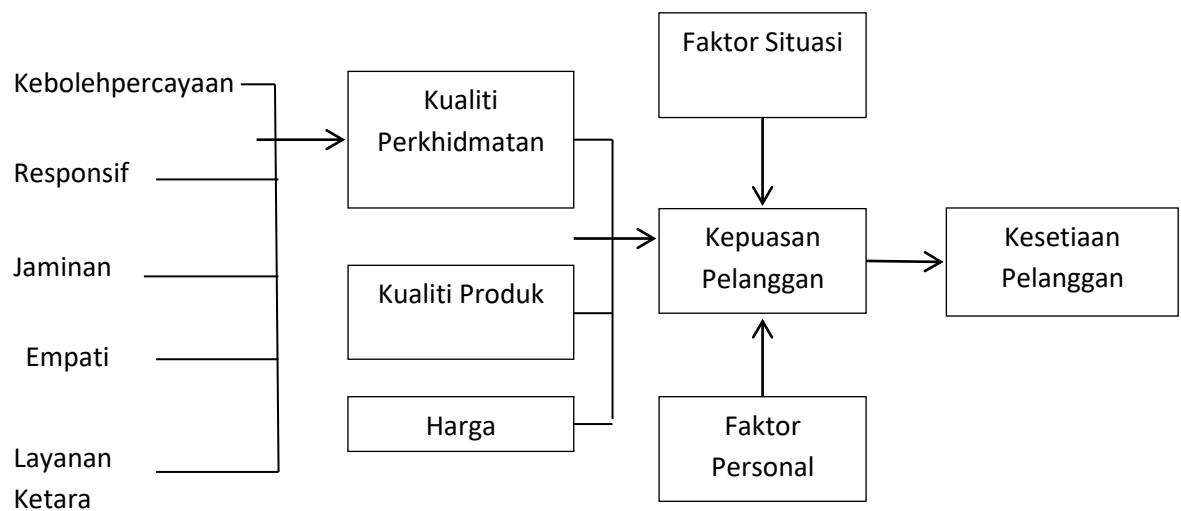 Kebolehpercayaan
Responsif
Jaminan
Empati
Layanan
Ketara
Kualiti
Perkhidmatan
Kualiti Produk
Harga
Faktor Situasi
Kepuasan
Pelanggan
Faktor
Personal
Kesetiaan
Pelanggan